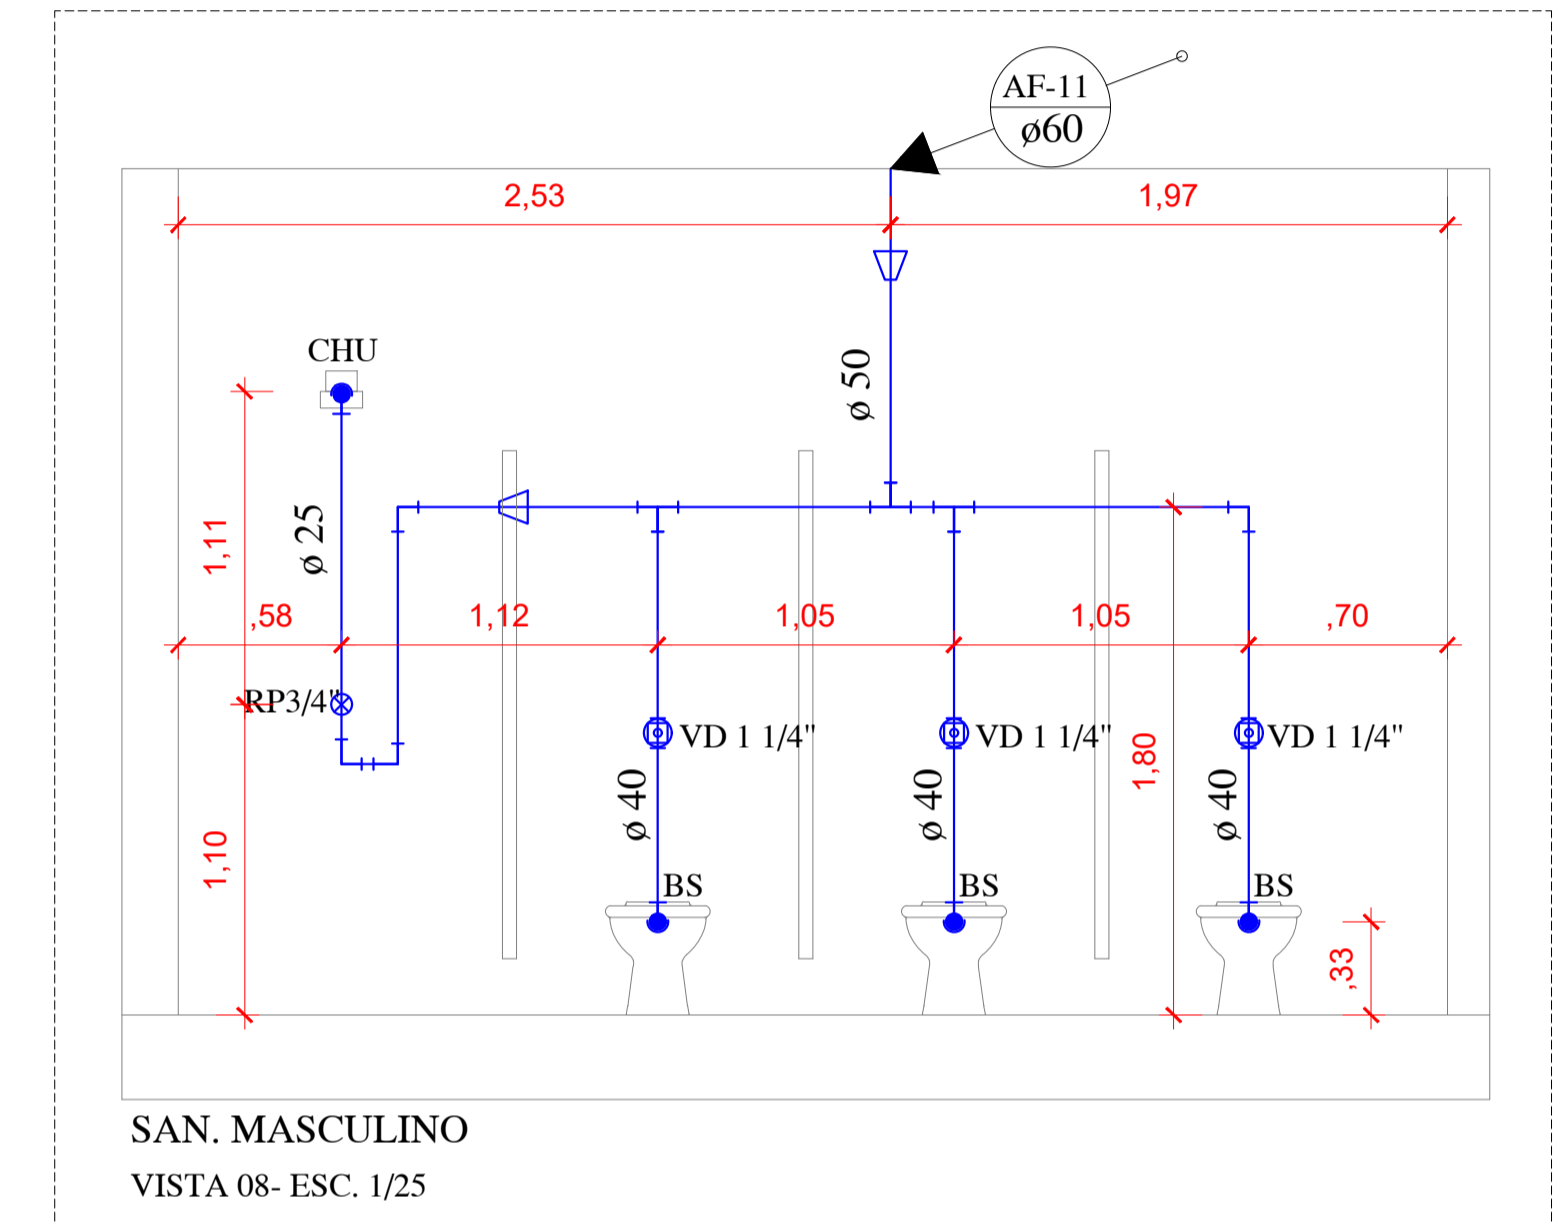 AF-11
ø60
2,53
1,97
CHU
ø 50
ø 25
1,11
,58
1,12
1,05
1,05
,70
RP3/4"
VD 1 1/4"
VD 1 1/4"
VD 1 1/4"
1,80
ø 40
ø 40
ø 40
1,10
BS
BS
BS
,33
SAN. MASCULINO
VISTA 08- ESC. 1/25